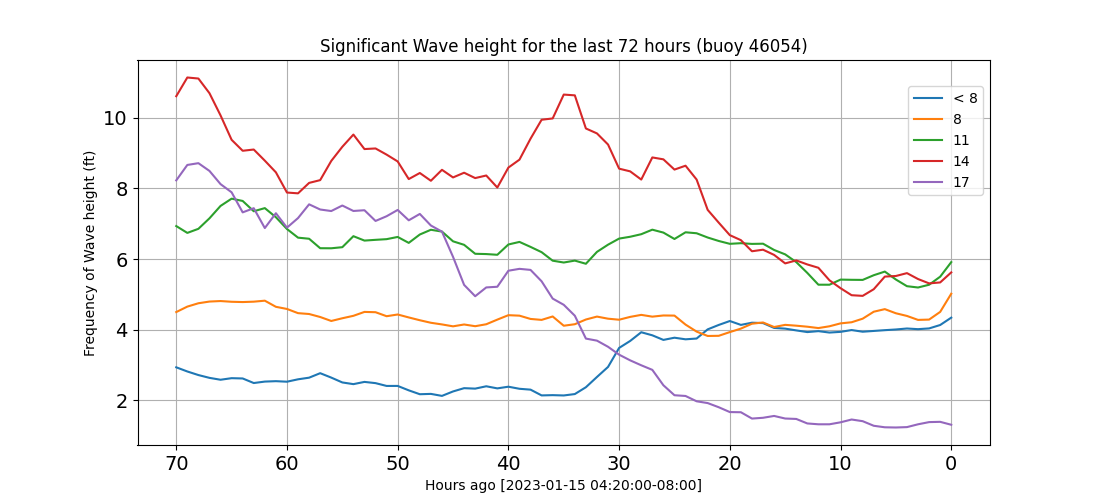 Significant Wave height for the last 72 hours (buoy 46054)
Frequency of Wave height (ft)
10
8
6
4
2
< 8
8
11
14
17
70 60 50 40 30 20 10 0
Hours ago [2023-01-15 04:20:00-08:00]